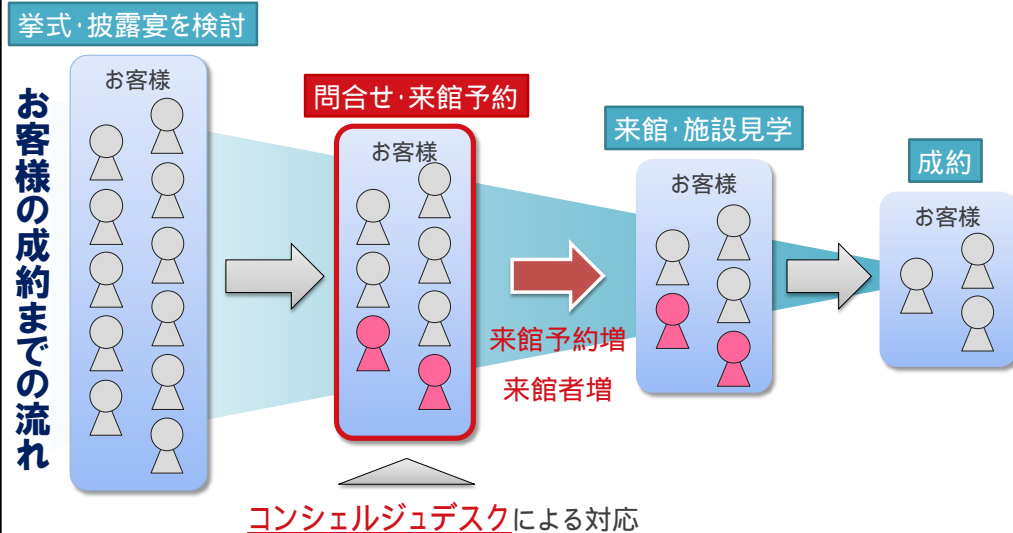 挙式・披露宴を検討
お客様
お客様の成約までの流れ
問合せ・来館予約
お客様
来館予約増
来館者増
来館・施設見学
お客様
成約
お客様
コンシェルジュデスクによる対応